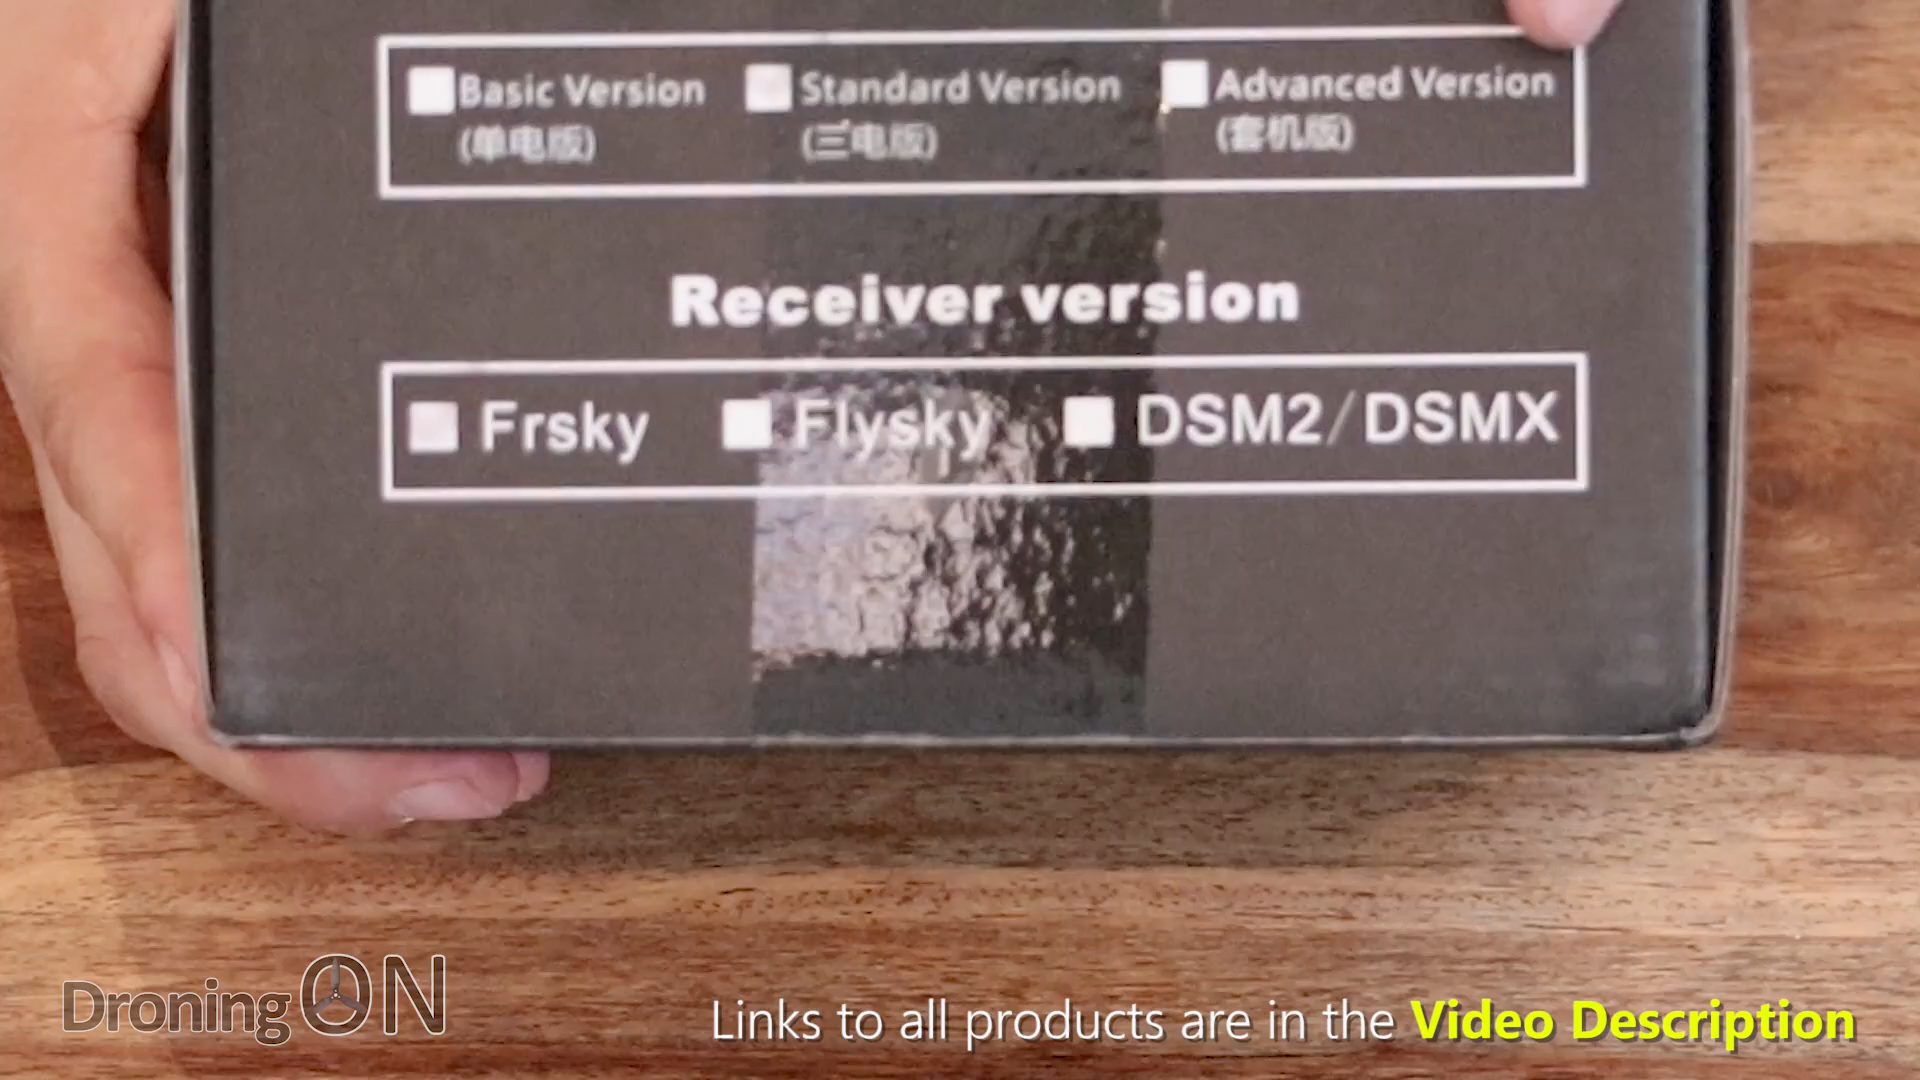 Basic Version Standard Version Advanced Version
(单电版) (三电版) (套机版)
Receiver version
Frsky Flysky DSM2/DSMX
DroningON
Links to all products are in the Video Description